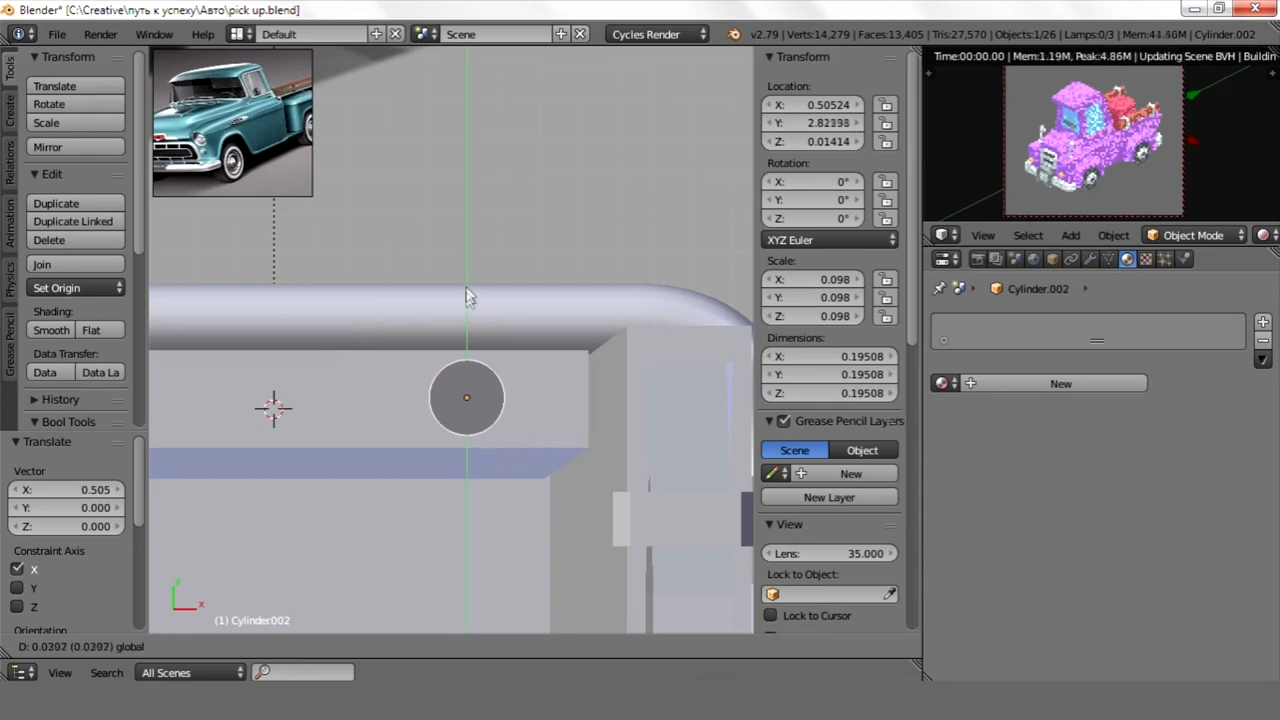 Blender* [C:\Creative\путь к успеху\Авто\pick up.blend]
File Render Window Help Default Scene Cycles Render v2.79 | Verts:14,279 | Faces:13,405 | Tris:27,570 | Objects:1/26 | Lamps:0/3 | Mem:41.66M | Cylinder.002
Tools
Create
Relations
Animation
Physics
Grease Pencil
Transform
Translate
Rotate
Scale
Mirror
Edit
Duplicate
Duplicate Linked
Delete
Join
Set Origin
Shading:
Smooth Flat
Data Transfer:
Data Data La
History
Bool Tools
Translate
Vector
X: 0.505
Y: 0.000
Z: 0.000
Constraint Axis
X
Y
Z
Orientation
y
x
(1) Cylinder.002
D: 0.0392 (0.0392) global
View Search All Scenes
Transform
Location:
X: 0.50524
Y: 2.82398
Z: 0.01414
Rotation:
X: 0°
Y: 0°
Z: 0°
XYZ Euler
Scale:
X: 0.098
Y: 0.098
Z: 0.098
Dimensions:
X: 0.19508
Y: 0.19508
Z: 0.19508
Grease Pencil Layers
Scene Object
New
New Layer
View
Lens: 35.000
Lock to Object:
Lock to Cursor
Time:00:00.00 | Mem:1.19M, Peak:4.86M | Updating Scene BVH | Buildin
View Select Add Object Object Mode
Cylinder.002
New